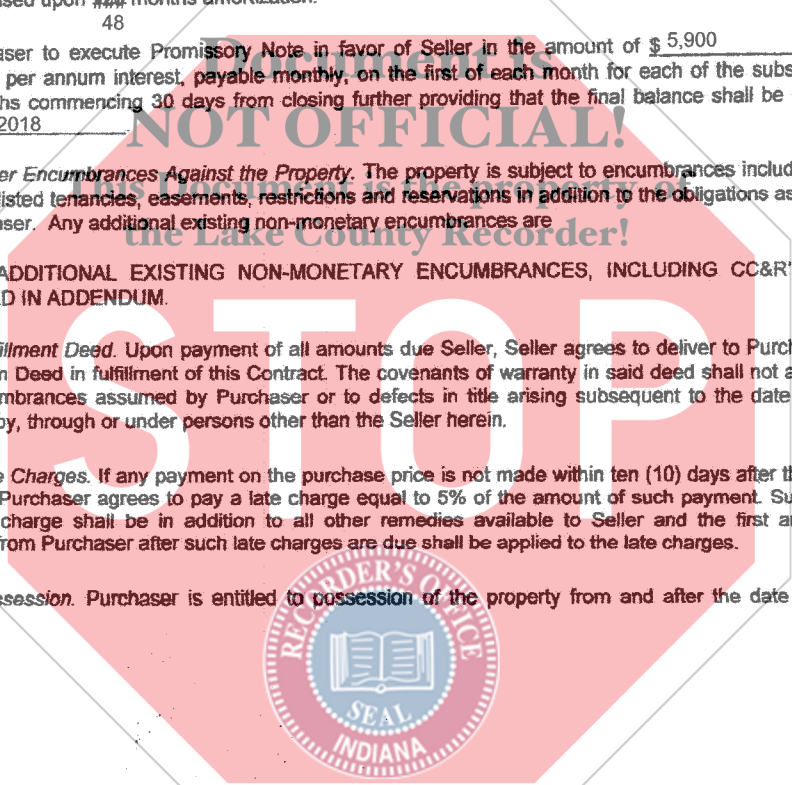 months amortization.
48
user to execute Promissory Note in favor of Seller in the amount of $ 5,900
per annum interest, payable monthly, on the first of each month for each of the subs
ths commencing 30 days from closing further providing that the final balance shall be
2018
er Encumbrances Against the Property. The property is subject to encumbrances includ
listed tenancies, easements, restrictions and reservations in addition to the obligations as
aser. Any additional existing non-monetary encumbrances are
ADDITIONAL EXISTING NON-MONETARY ENCUMBRANCES, INCLUDING CC&R'
D IN ADDENDUM.
illment Deed. Upon payment of all amounts due Seller, Seller agrees to deliver to Purch
n Deed in fulfillment of this Contract. The covenants of warranty in said deed shall not a
mbrances assumed by Purchaser or to defects in title arising subsequent to the date
by, through or under persons other than the Seller herein.
e Charges. If any payment on the purchase price is not made within ten (10) days after th
Purchaser agrees to pay a late charge equal to 5% of the amount of such payment. Su
charge shall be in addition to all other remedies available to Seller and the first a
from Purchaser after such late charges are due shall be applied to the late charges.
session. Purchaser is entitled to possession of the property from and after the date
Document is
NOT OFFICIAL!
This Document is the property of
the Lake County Recorder!
STOP
RECORDER'S OFFICE
SEAL
INDIANA